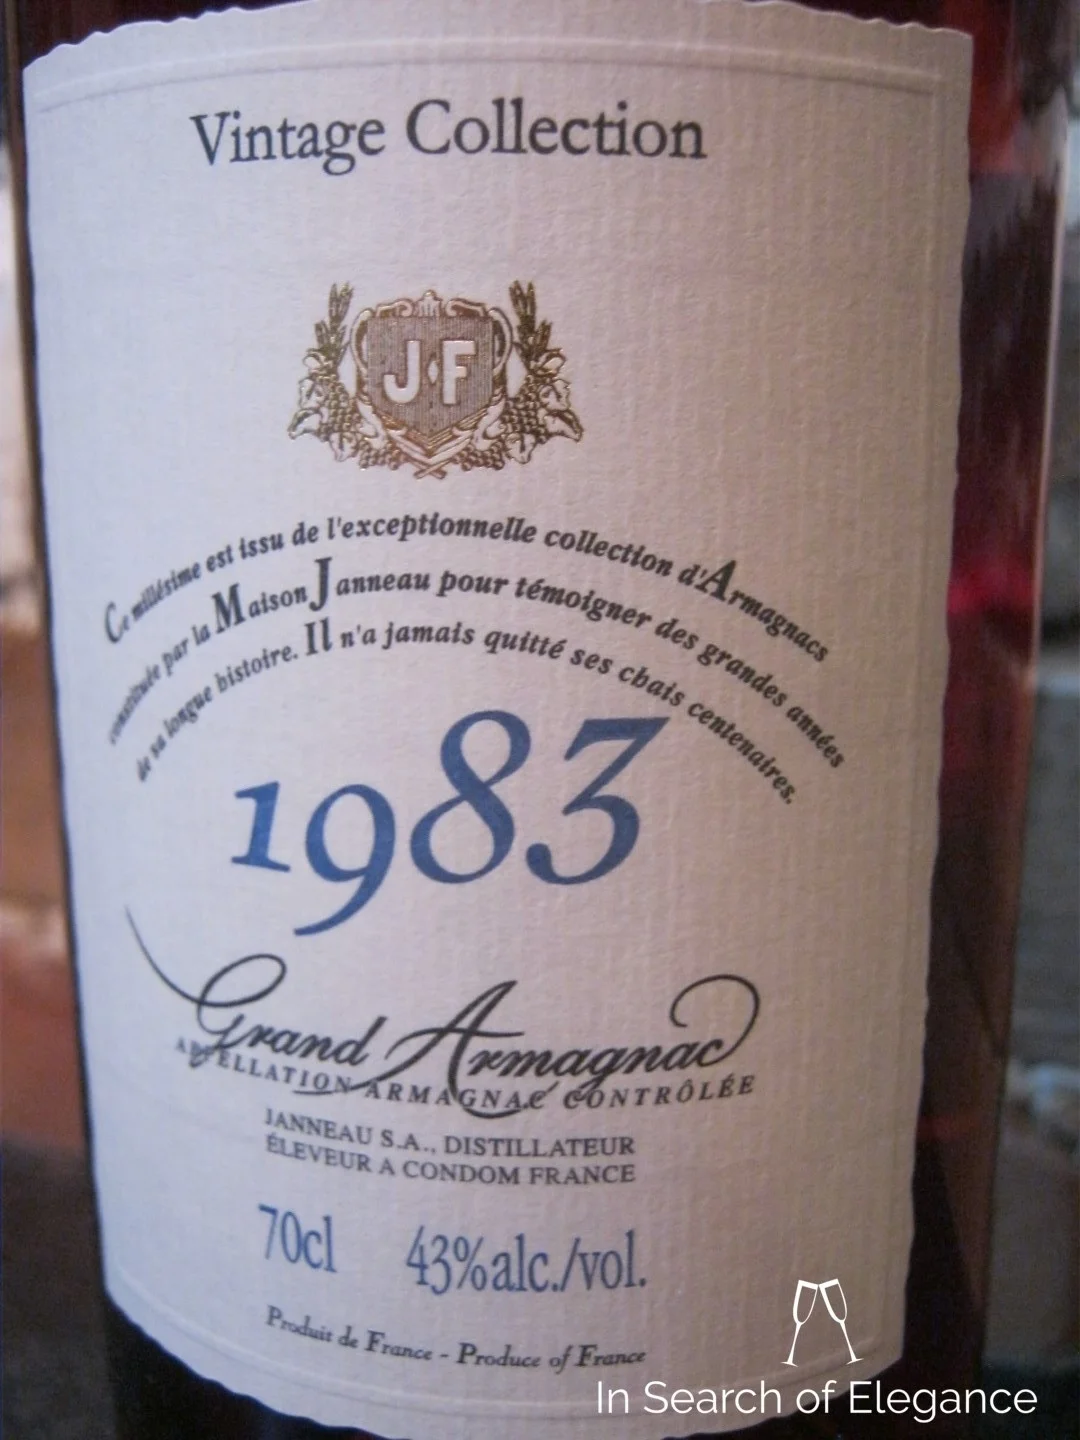 Vintage Collection
J·F
Ce millésime est issu de l'exceptionnelle collection d'Armagnacs
constituée par la Maison Janneau pour témoigner des grandes années
de sa longue histoire. Il n'a jamais quitté ses chais centenaires.
1983
Grand Armagnac
APPELLATION ARMAGNAC CONTRÔLÉE
JANNEAU S.A., DISTILLATEUR
ÉLEVEUR A CONDOM FRANCE
70cl 43%alc./vol.
Produit de France - Produce of France
In Search of Elegance